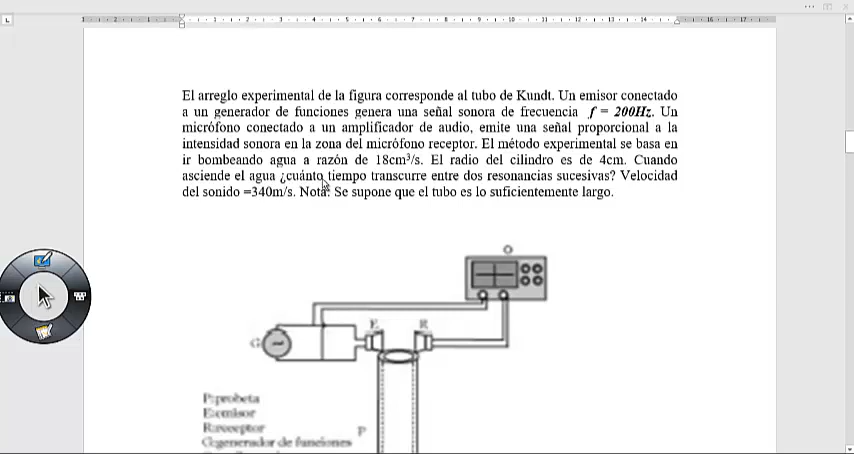 El arreglo experimental de la figura corresponde al tubo de Kundt. Un emisor conectado
a un generador de funciones genera una señal sonora de frecuencia f = 200Hz. Un
micrófono conectado a un amplificador de audio, emite una señal proporcional a la
intensidad sonora en la zona del micrófono receptor. El método experimental se basa en
ir bombeando agua a razón de 18cm³/s. El radio del cilindro es de 4cm. Cuando
asciende el agua ¿cuánto tiempo transcurre entre dos resonancias sucesivas? Velocidad
del sonido =340m/s. Nota: Se supone que el tubo es lo suficientemente largo.
O
E R
G
P:probeta
E:emisor
R:receptor P
G:generador de funciones